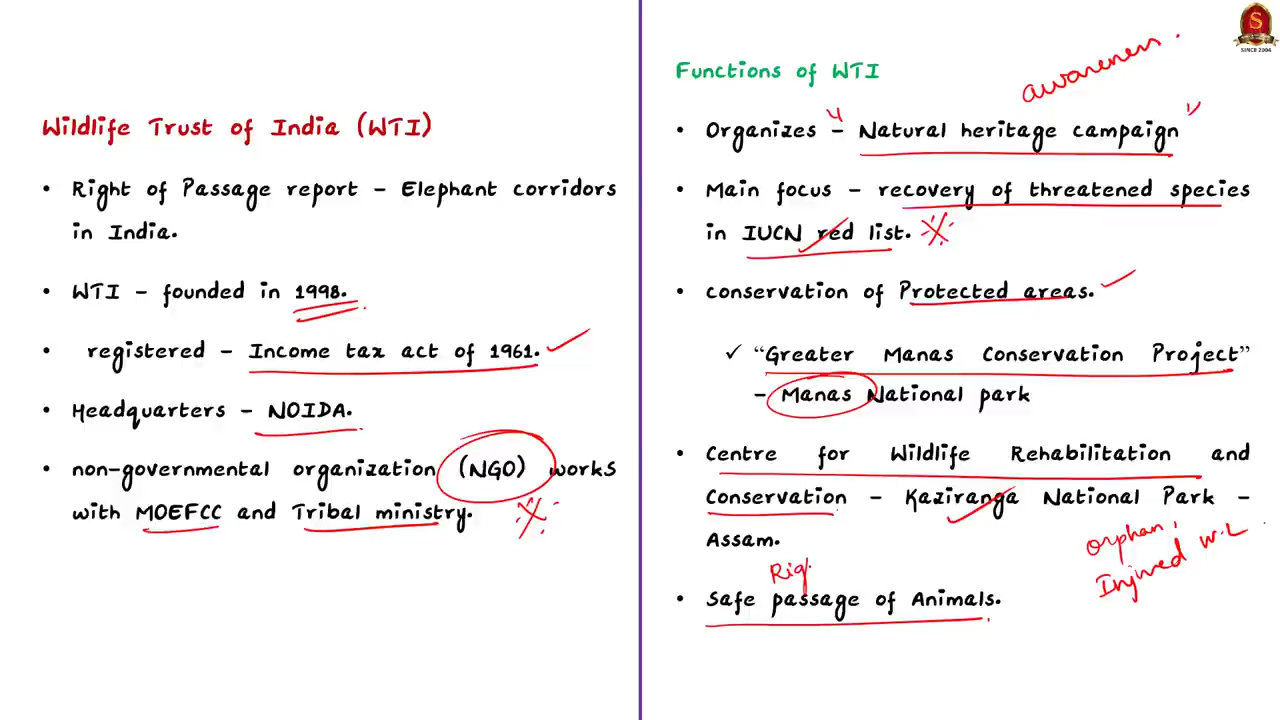 Wildlife Trust of India (WTI)
• Right of Passage report - Elephant corridors
in India.
• WTI - founded in 1998.
• registered - Income tax act of 1961.
• Headquarters - NOIDA.
• non-governmental organization (NGO) works
with MOEFCC and Tribal ministry.
S
SINCE 2004
Functions of WTI
awareness.
• Organizes - Natural heritage campaign
• Main focus - recovery of threatened species
in IUCN red list.
• conservation of Protected areas.
✓ "Greater Manas Conservation Project"
- Manas National park
• Centre for Wildlife Rehabilitation and
Conservation - Kaziranga National Park -
Assam.
Orphan,
Injured W.L
Rig
• Safe passage of Animals.